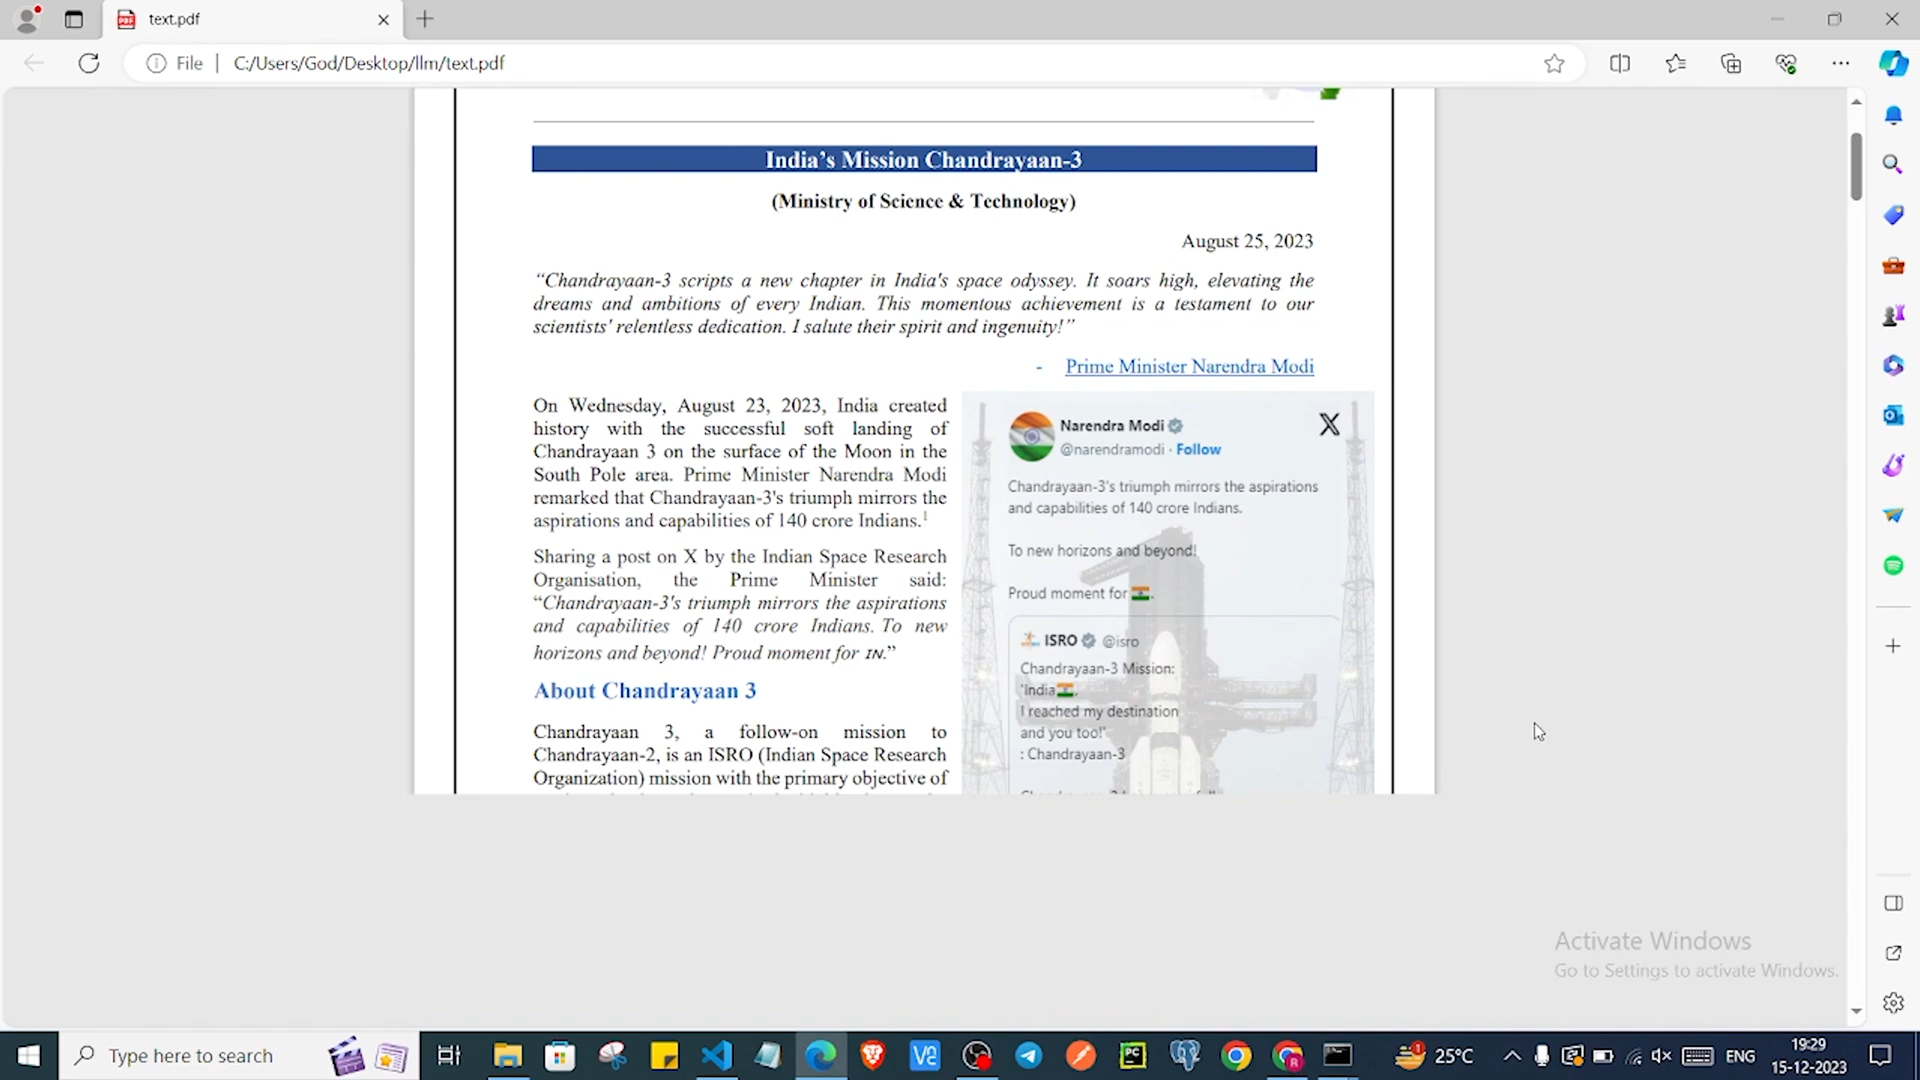 text.pdf
File
C:/Users/God/Desktop/llm/text.pdf
India’s Mission Chandrayaan-3
(Ministry of Science & Technology)
August 25, 2023
“Chandrayaan-3 scripts a new chapter in India's space odyssey. It soars high, elevating the
dreams and ambitions of every Indian. This momentous achievement is a testament to our
scientists' relentless dedication. I salute their spirit and ingenuity!”
- Prime Minister Narendra Modi
On Wednesday, August 23, 2023, India created
history with the successful soft landing of
Chandrayaan 3 on the surface of the Moon in the
South Pole area. Prime Minister Narendra Modi
remarked that Chandrayaan-3's triumph mirrors the
aspirations and capabilities of 140 crore Indians.1
Sharing a post on X by the Indian Space Research
Organisation, the Prime Minister said:
“Chandrayaan-3's triumph mirrors the aspirations
and capabilities of 140 crore Indians. To new
horizons and beyond! Proud moment for IN.”
About Chandrayaan 3
Chandrayaan 3, a follow-on mission to
Chandrayaan-2, is an ISRO (Indian Space Research
Organization) mission with the primary objective of
Narendra Modi
X
@narendramodi · Follow
Chandrayaan-3's triumph mirrors the aspirations
and capabilities of 140 crore Indians.
To new horizons and beyond!
Proud moment for 🇮🇳.
ISRO @isro
Chandrayaan-3 Mission:
'India🇮🇳,
I reached my destination
and you too!'
: Chandrayaan-3
Activate Windows
Go to Settings to activate Windows.
Type here to search
25°C
ENG
19:29
15-12-2023